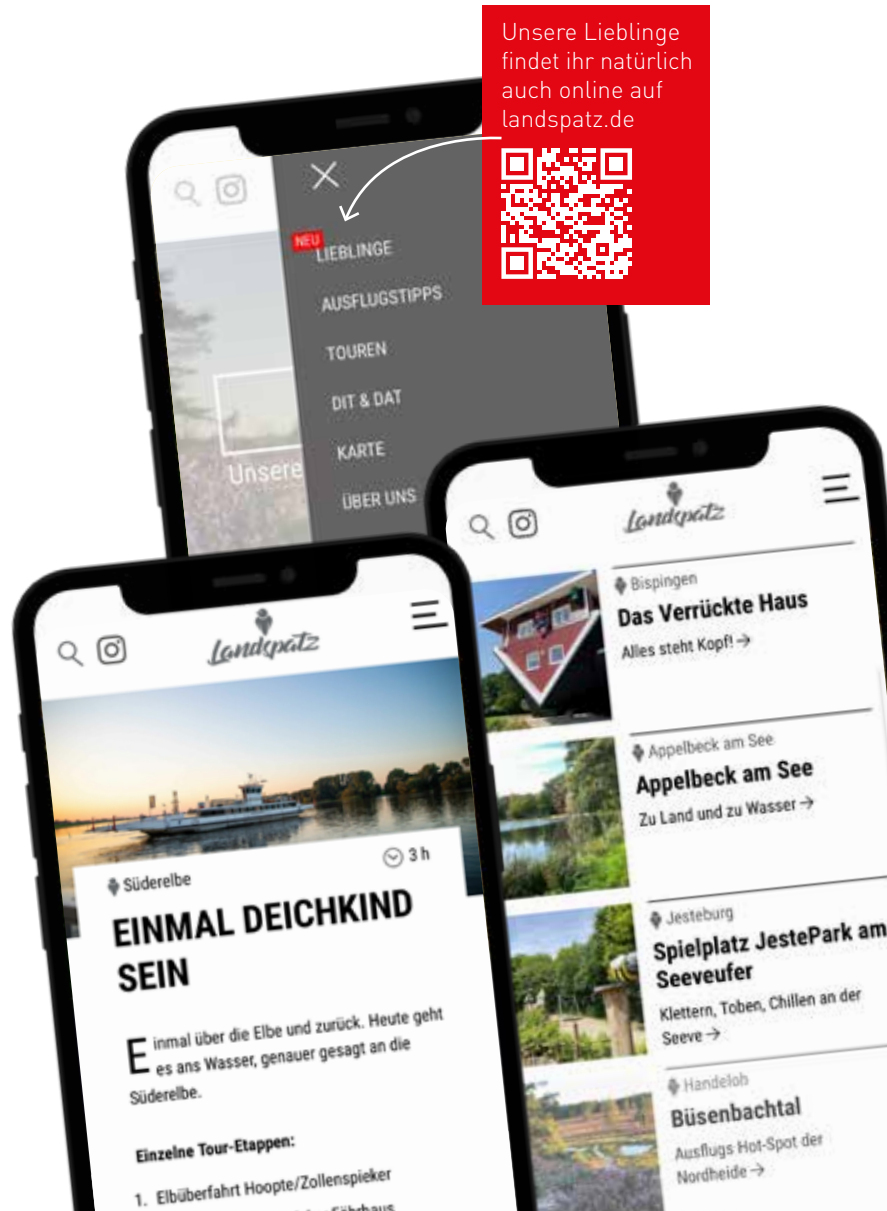 Unsere Lieblinge
findet ihr natürlich
auch online auf
landspatz.de
NEU
LIEBLINGE
AUSFLUGSTIPPS
TOUREN
DIT & DAT
KARTE
ÜBER UNS
Unsere
Landspatz
Bispingen
Das Verrückte Haus
Alles steht Kopf! →
Appelbeck am See
Appelbeck am See
Zu Land und zu Wasser →
Jesteburg
Spielplatz JestePark am
Seeveufer
Klettern, Toben, Chillen an der
Seeve →
Handeloh
Büsenbachtal
Ausflugs Hot-Spot der
Nordheide →
Landspatz
Süderelbe
3 h
EINMAL DEICHKIND
SEIN
Einmal über die Elbe und zurück. Heute geht
es ans Wasser, genauer gesagt an die
Süderelbe.
Einzelne Tour-Etappen:
1. Elbüberfahrt Hoopte/Zollenspieker